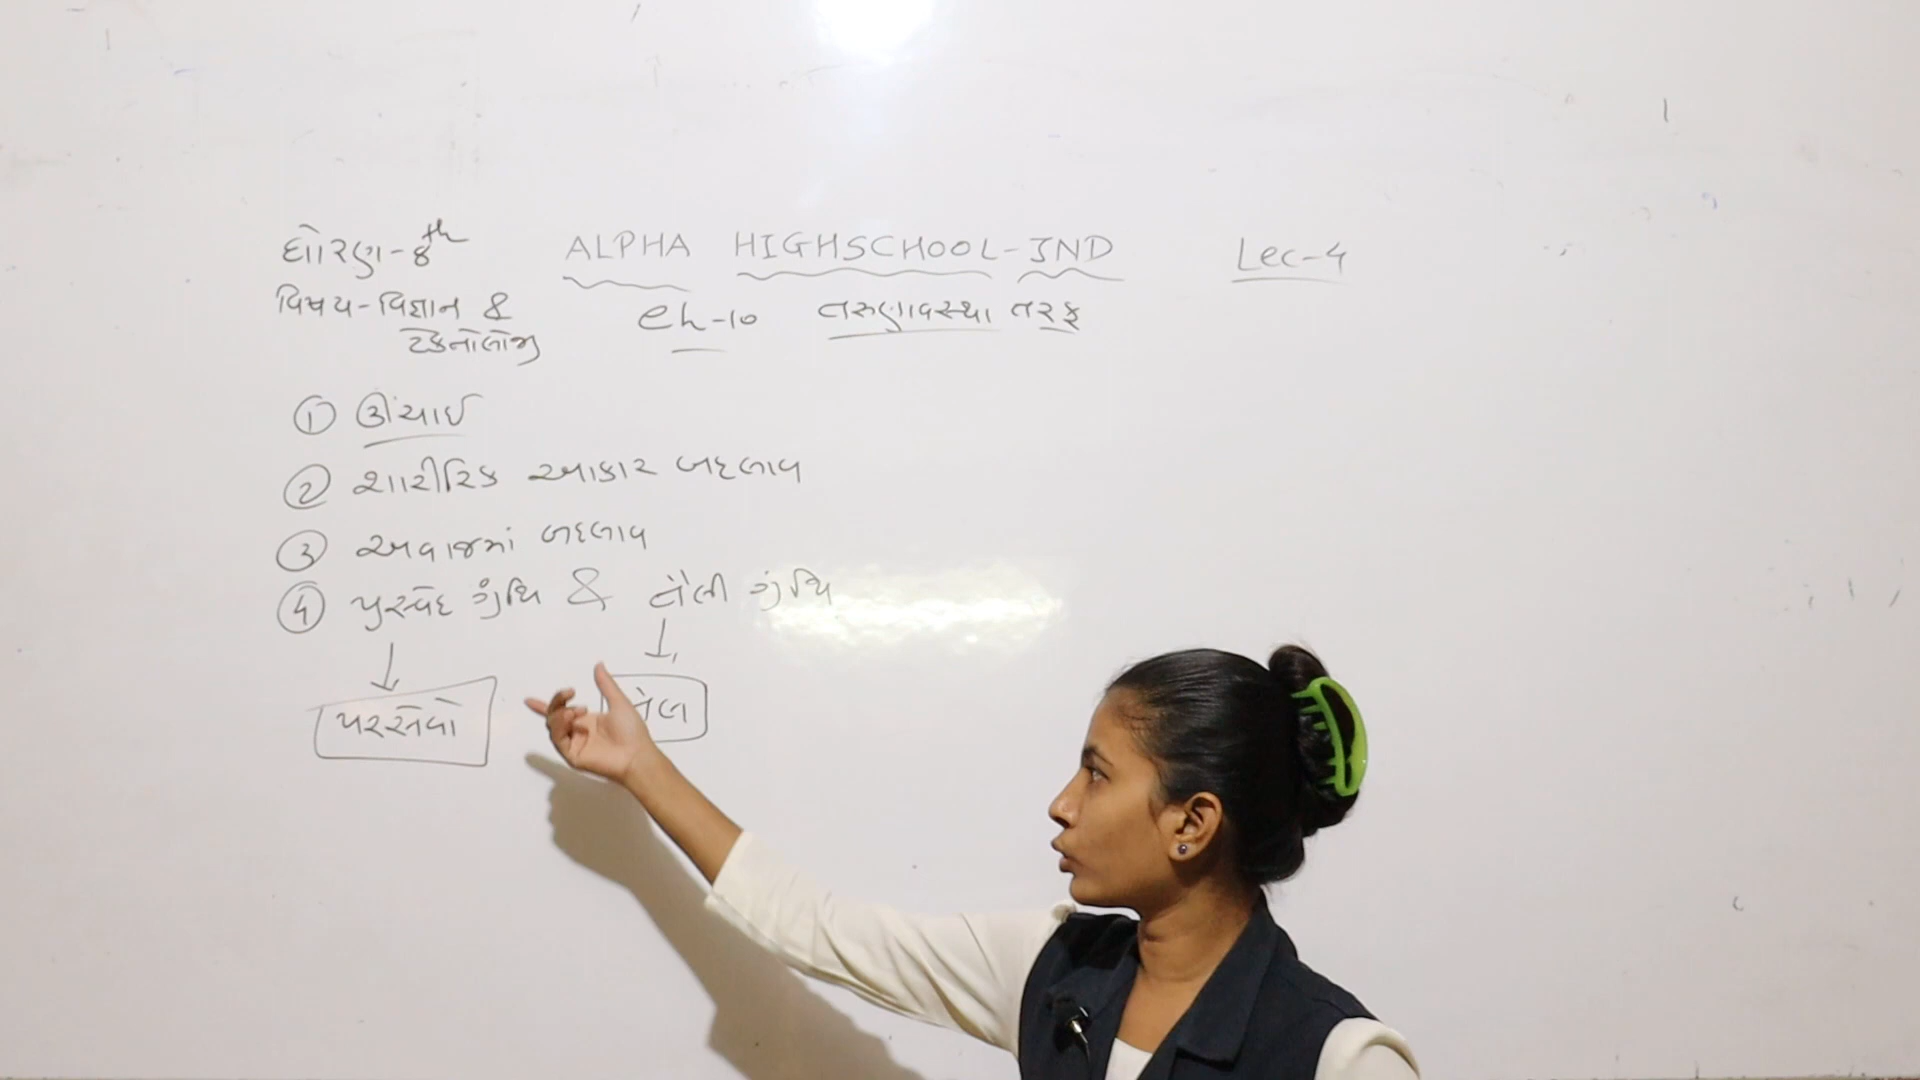 ધોરણ-8th
ALPHA HIGHSCHOOL-JND
Lec-4
વિષય-વિજ્ઞાન &
ટેકનોલોજી
ch-10 તરુણાવસ્થા તરફ
① ઊંચાઈ
② શારીરિક આકાર બદલાવ
③ અવાજમાં બદલાવ
④ પ્રસ્વેદ ગ્રંથિ & તૈલી ગ્રંથિ
પરસેવો
તેલ